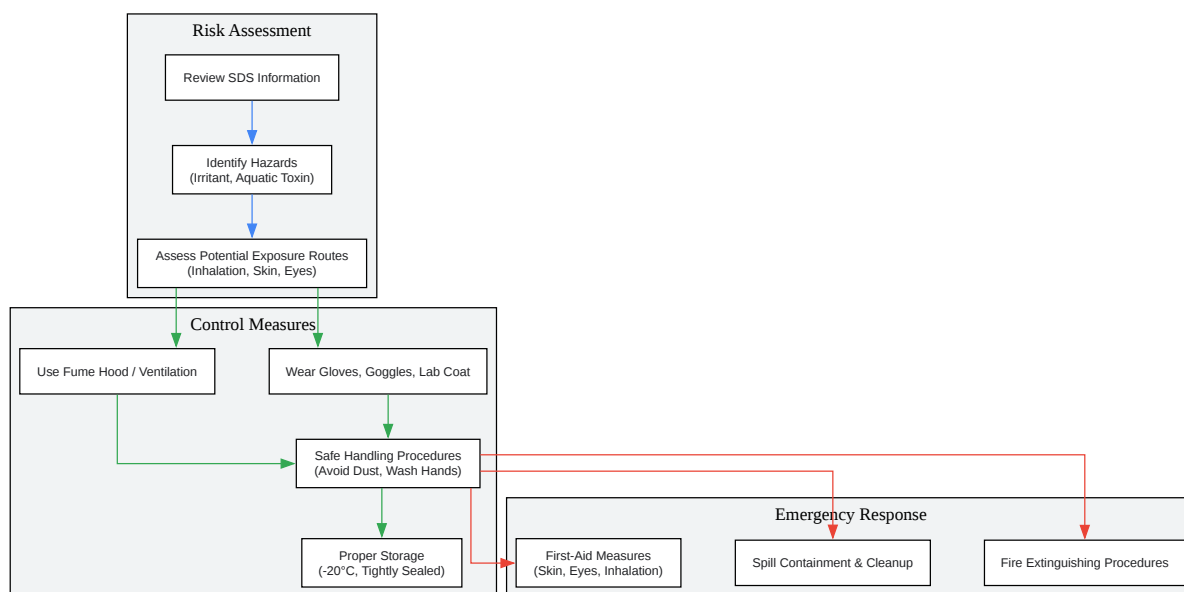 Risk Assessment
Review SDS Information
Identify Hazards
(Irritant, Aquatic Toxin)
Assess Potential Exposure Routes
(Inhalation, Skin, Eyes)
Control Measures
Use Fume Hood / Ventilation
Wear Gloves, Goggles, Lab Coat
Safe Handling Procedures
(Avoid Dust, Wash Hands)
Proper Storage
(-20°C, Tightly Sealed)
Emergency Response
First-Aid Measures
(Skin, Eyes, Inhalation)
Spill Containment & Cleanup
Fire Extinguishing Procedures